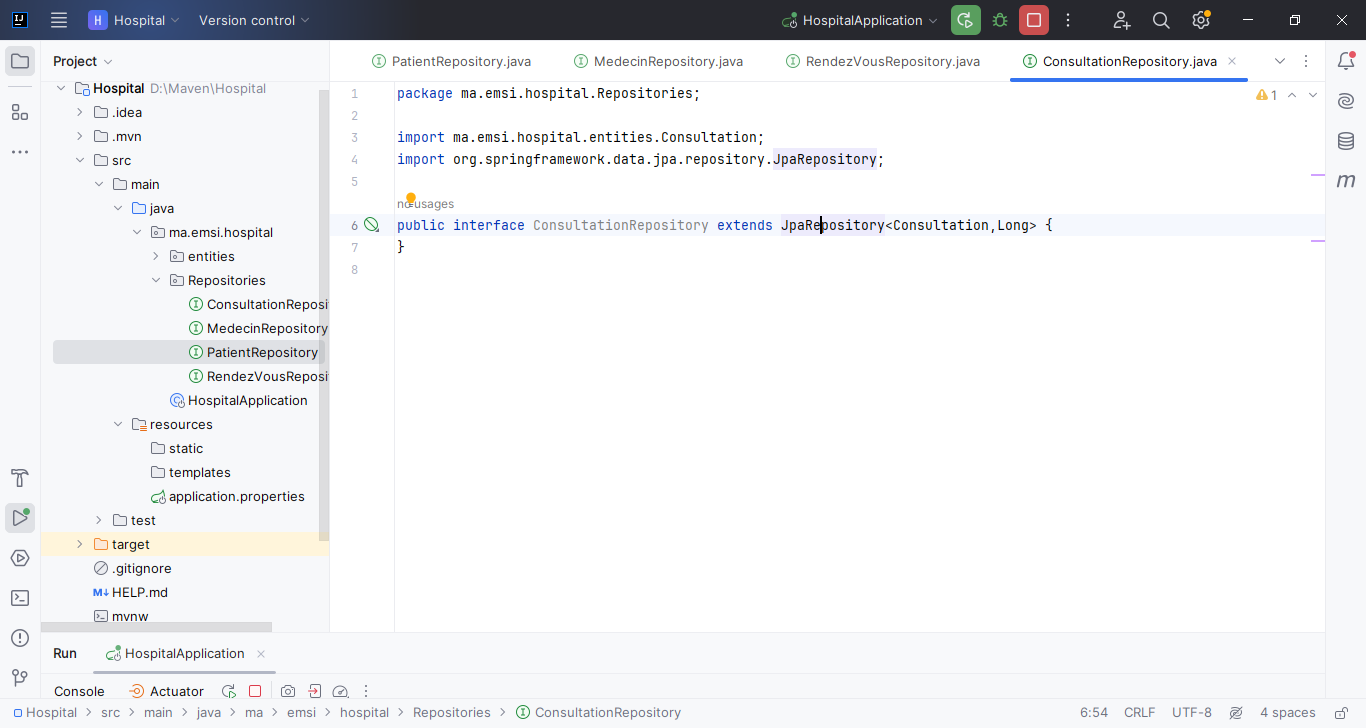 H Hospital Version control HospitalApplication
Project
PatientRepository.java MedecinRepository.java RendezVousRepository.java ConsultationRepository.java
Hospital D:\Maven\Hospital
.idea
.mvn
src
main
java
ma.emsi.hospital
entities
Repositories
ConsultationReposi
MedecinRepository
PatientRepository
RendezVousReposi
HospitalApplication
resources
static
templates
application.properties
test
target
.gitignore
M↓ HELP.md
mvnw
1 package ma.emsi.hospital.Repositories;
2
3 import ma.emsi.hospital.entities.Consultation;
4 import org.springframework.data.jpa.repository.JpaRepository;
5
no usages
6 public interface ConsultationRepository extends JpaRepository<Consultation,Long> {
7 }
8
1
m
Run HospitalApplication
Console Actuator
Hospital > src > main > java > ma > emsi > hospital > Repositories > ConsultationRepository 6:54 CRLF UTF-8 4 spaces